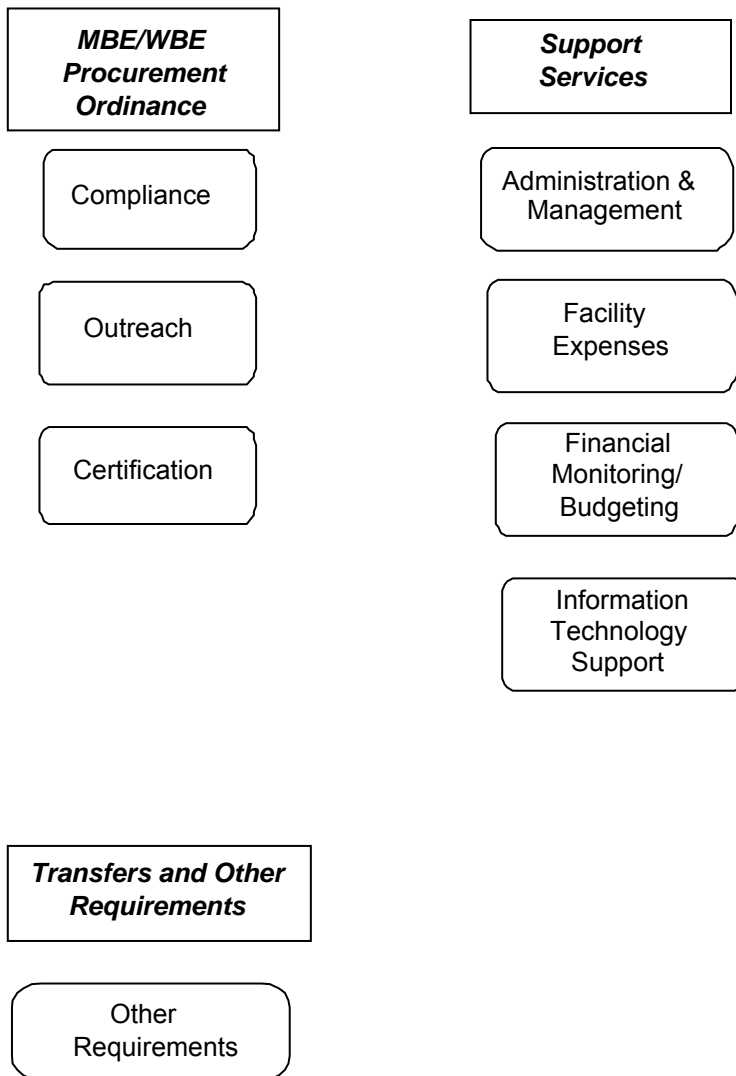 MBE/WBE
Procurement
Ordinance
Compliance
Outreach
Certification
Support
Services
Administration &
Management
Facility
Expenses
Financial
Monitoring/
Budgeting
Information
Technology
Support
Transfers and Other
Requirements
Other
Requirements